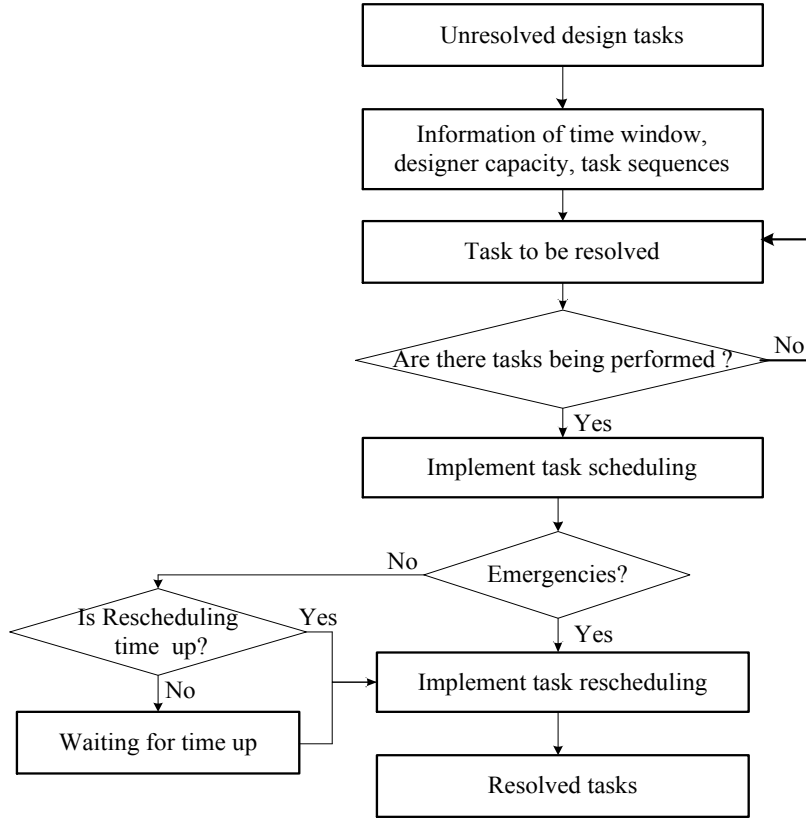 Unresolved design tasks
Information of time window,
designer capacity, task sequences
Task to be resolved
Are there tasks being performed ?
No
Yes
Implement task scheduling
No
Emergencies?
Is Rescheduling
time up?
Yes
Yes
No
Implement task rescheduling
Waiting for time up
Resolved tasks